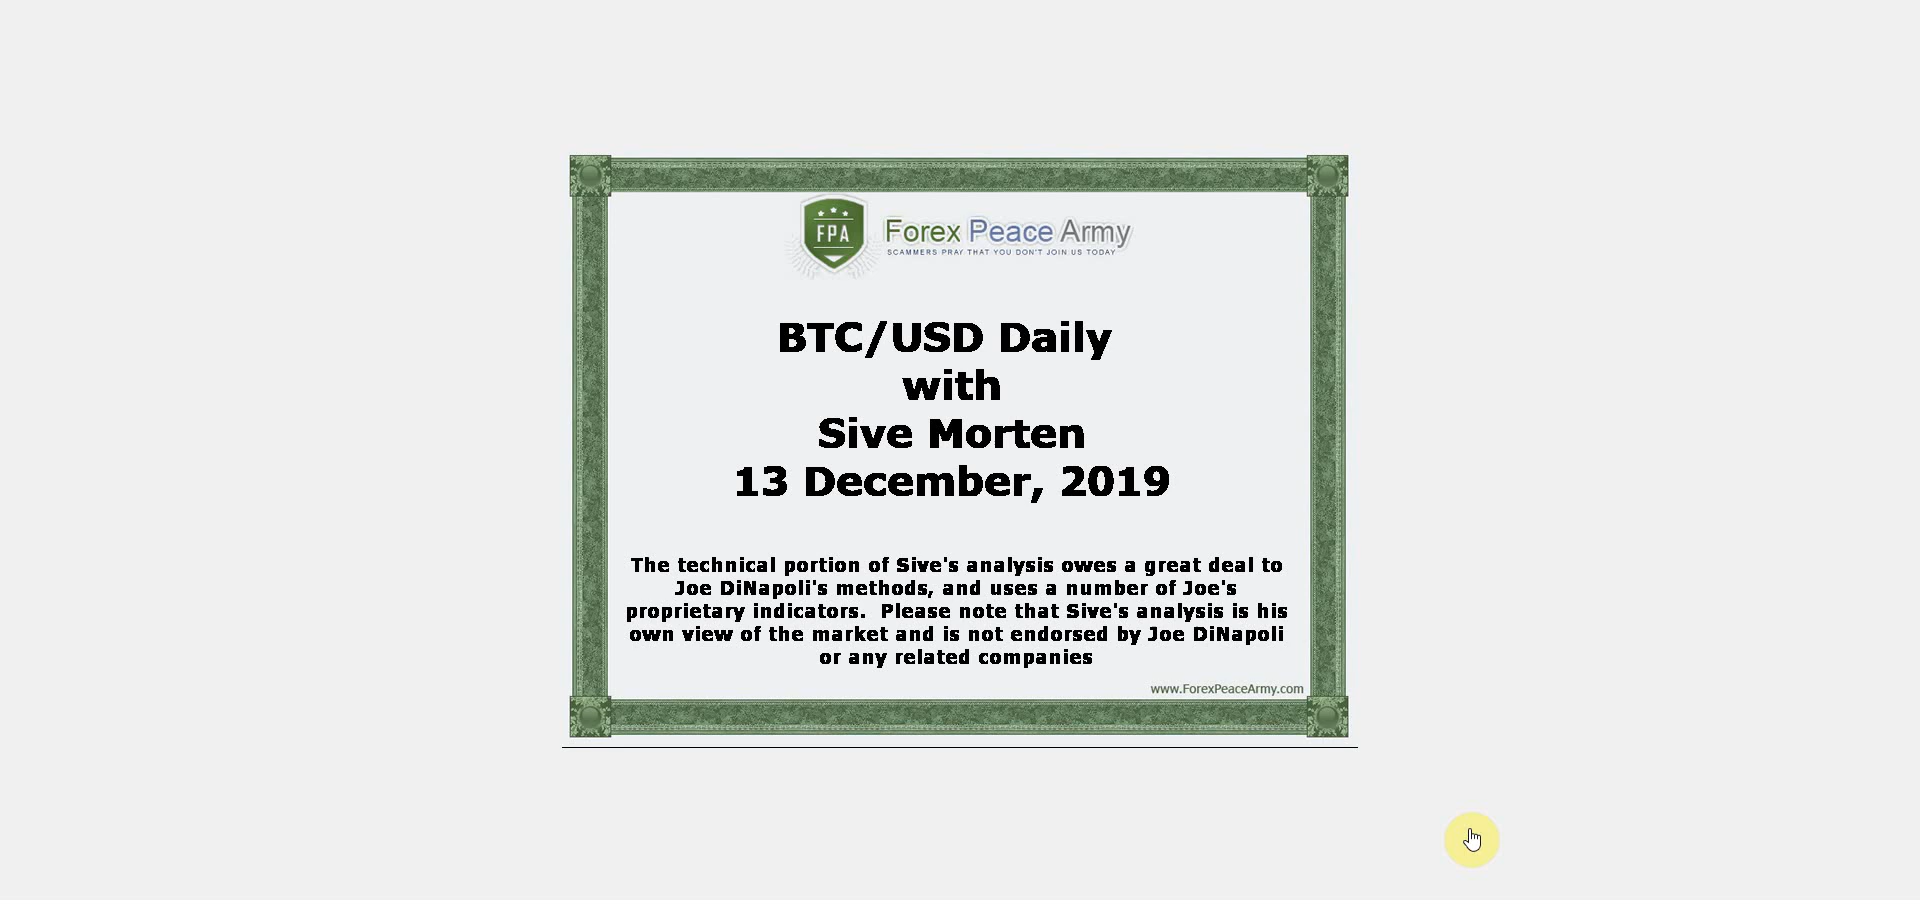 FPA
Forex Peace Army
SCAMMERS PRAY THAT YOU DON'T JOIN US TODAY
BTC/USD Daily
with
Sive Morten
13 December, 2019
The technical portion of Sive's analysis owes a great deal to
Joe DiNapoli's methods, and uses a number of Joe's
proprietary indicators.  Please note that Sive's analysis is his
own view of the market and is not endorsed by Joe DiNapoli
or any related companies
www.ForexPeaceArmy.com